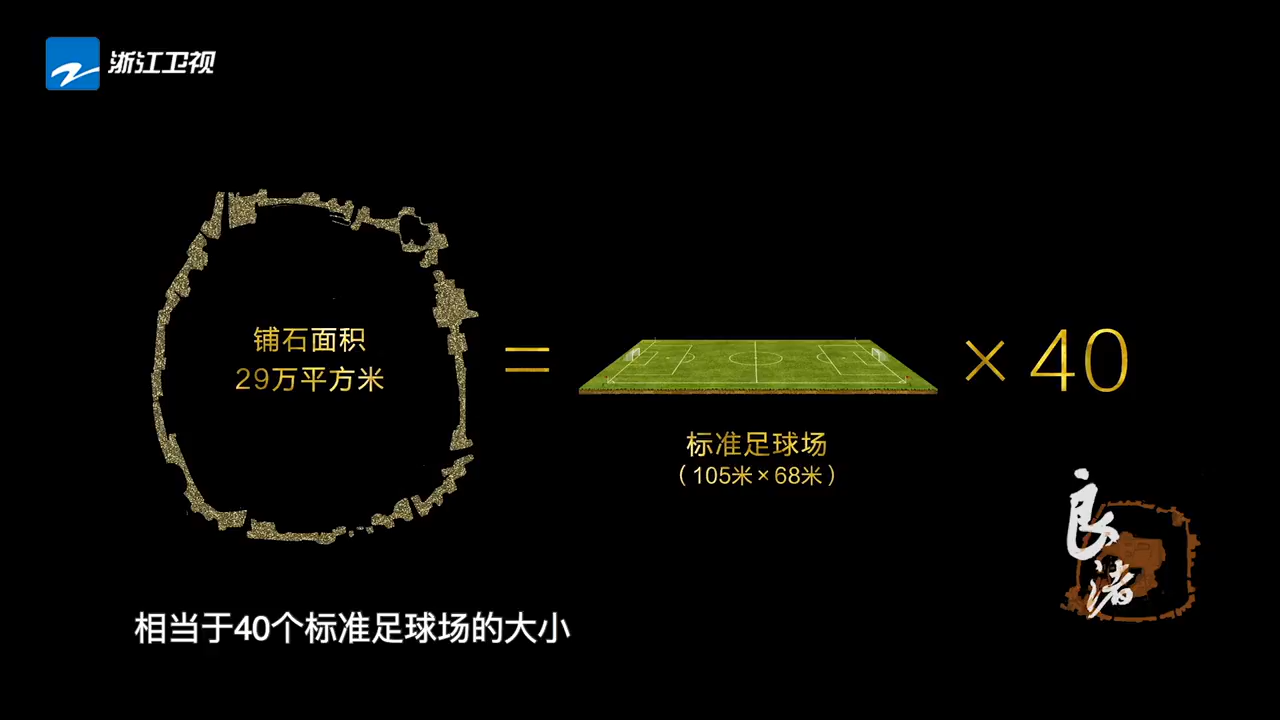 浙江卫视
铺石面积
29万平方米
=
× 40
标准足球场
（105米×68米）
良渚
相当于40个标准足球场的大小